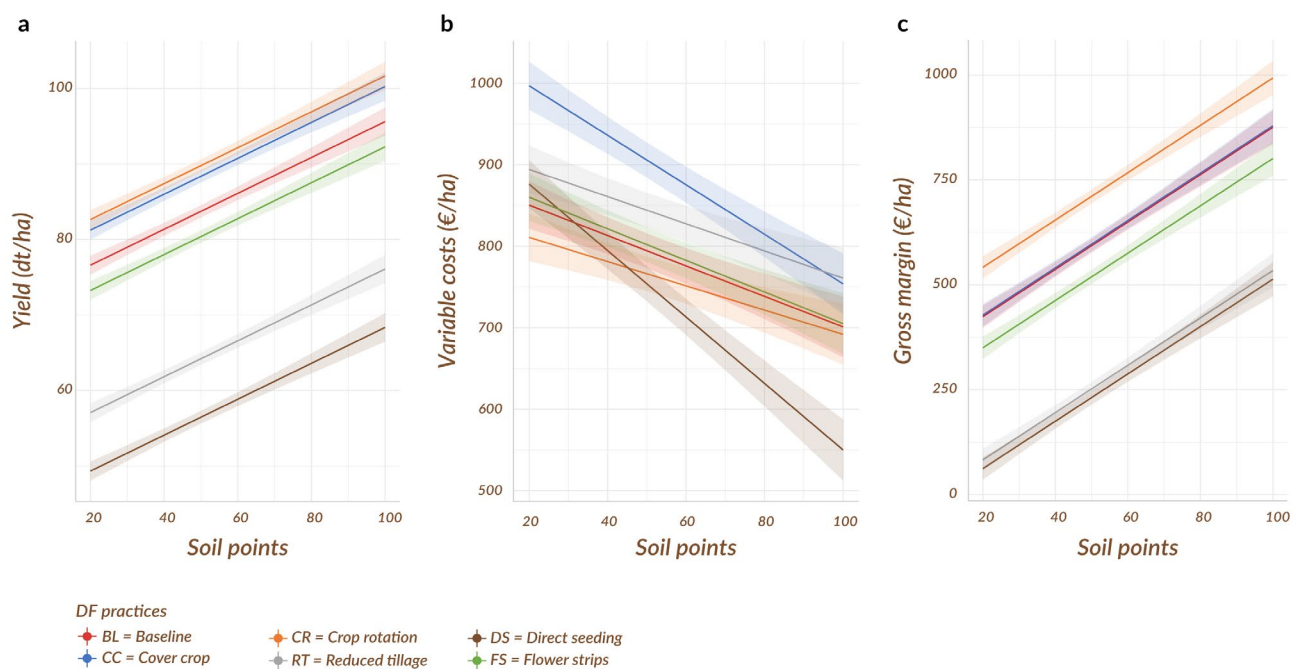 a
b
c
Yield (dt/ha)
100
80
60
20 40 60 80 100
Soil points
Variable costs (€/ha)
1000
900
800
700
600
500
20 40 60 80 100
Soil points
Gross margin (€/ha)
1000
750
500
250
0
20 40 60 80 100
Soil points
DF practices
BL = Baseline
CR = Crop rotation
DS = Direct seeding
CC = Cover crop
RT = Reduced tillage
FS = Flower strips